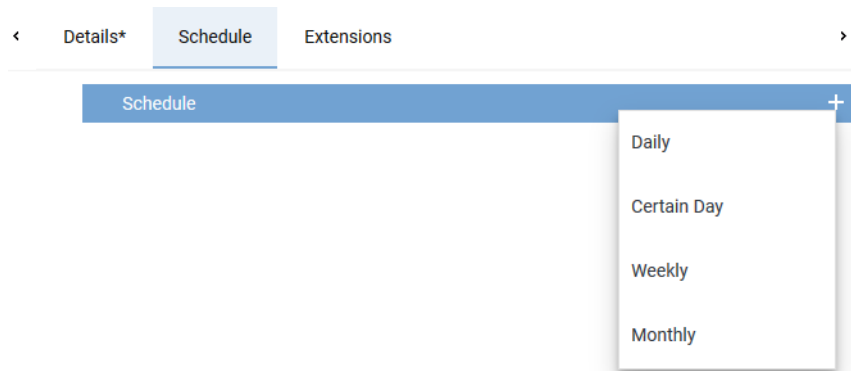 Details* Schedule Extensions
Schedule +
Daily
Certain Day
Weekly
Monthly